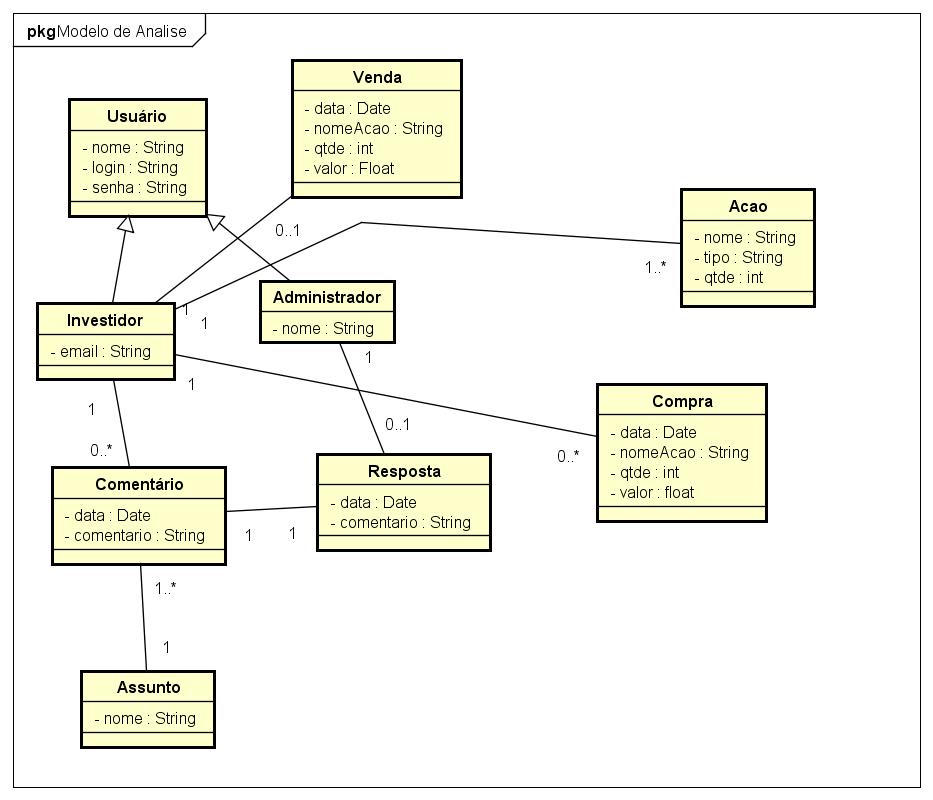 pkgModelo de Analise
Venda
- data : Date
- nomeAcao : String
- qtde : int
- valor : Float
Usuário
- nome : String
- login : String
- senha : String
Acao
- nome : String
- tipo : String
- qtde : int
0..1
1..*
Administrador
- nome : String
Investidor
- email : String
1
1
1
1
Compra
- data : Date
- nomeAcao : String
- qtde : int
- valor : float
1
0..1
0..*
0..*
Comentário
- data : Date
- comentario : String
Resposta
- data : Date
- comentario : String
1
1
1..*
1
Assunto
- nome : String